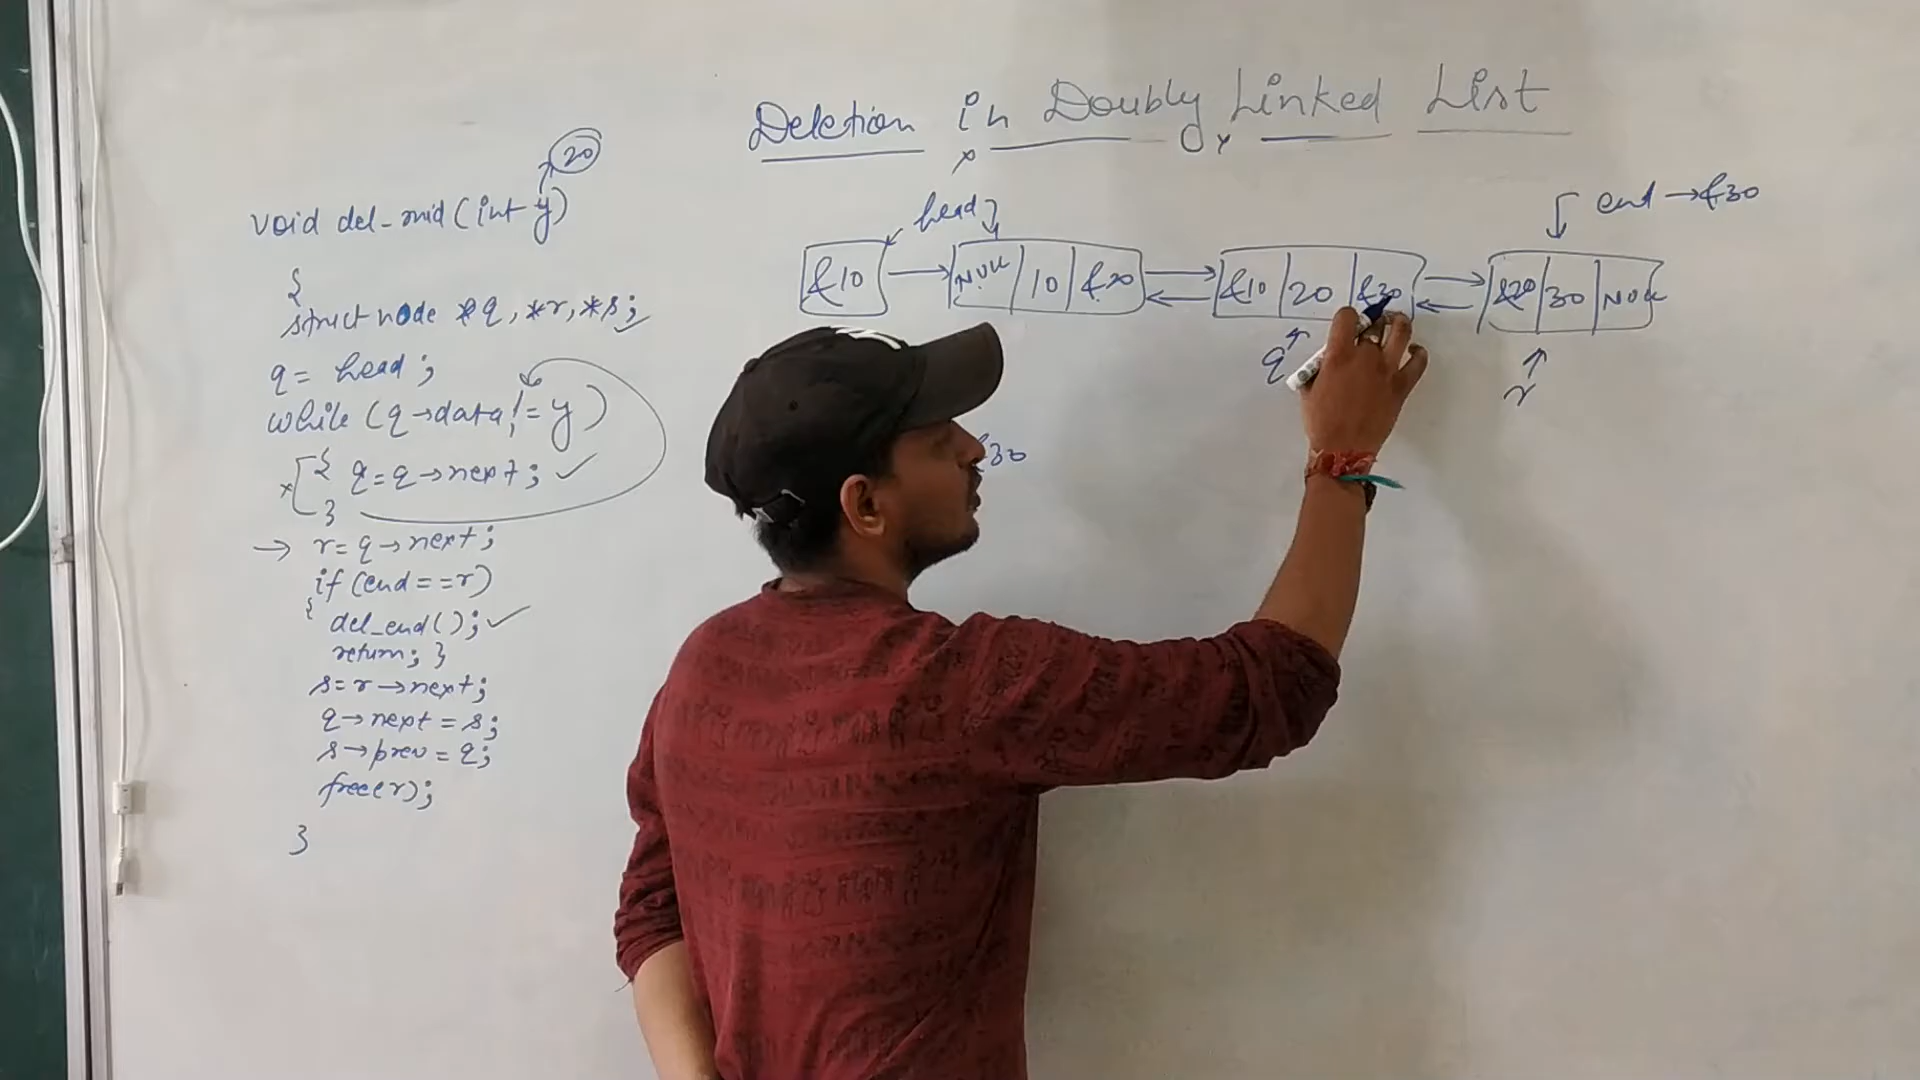 Deletion in Doubly Linked List
20
void del_mid(int y)
{
struct node *q, *r, *s;
q = head;
while (q→data != y)
{ q = q→next; ✓
}
→ r = q→next;
if (end == r)
{
del_end(); ✓
return; }
s = r→next;
q→next = s;
s→prev = q;
free(r);
}
head
end → &30
&10
NULL 10 &20
&10 20 &30
&20 30 NULL
q
r
&30